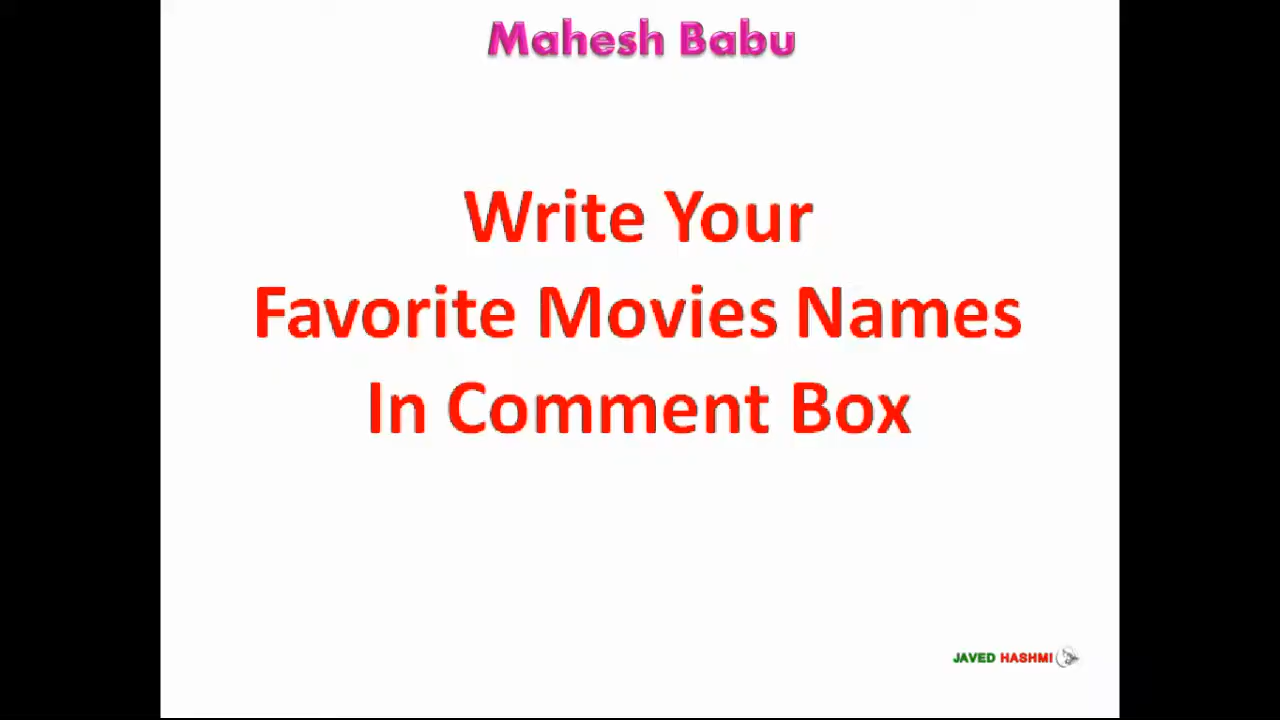 Mahesh Babu
Write Your
Favorite Movies Names
In Comment Box
JAVED HASHMI